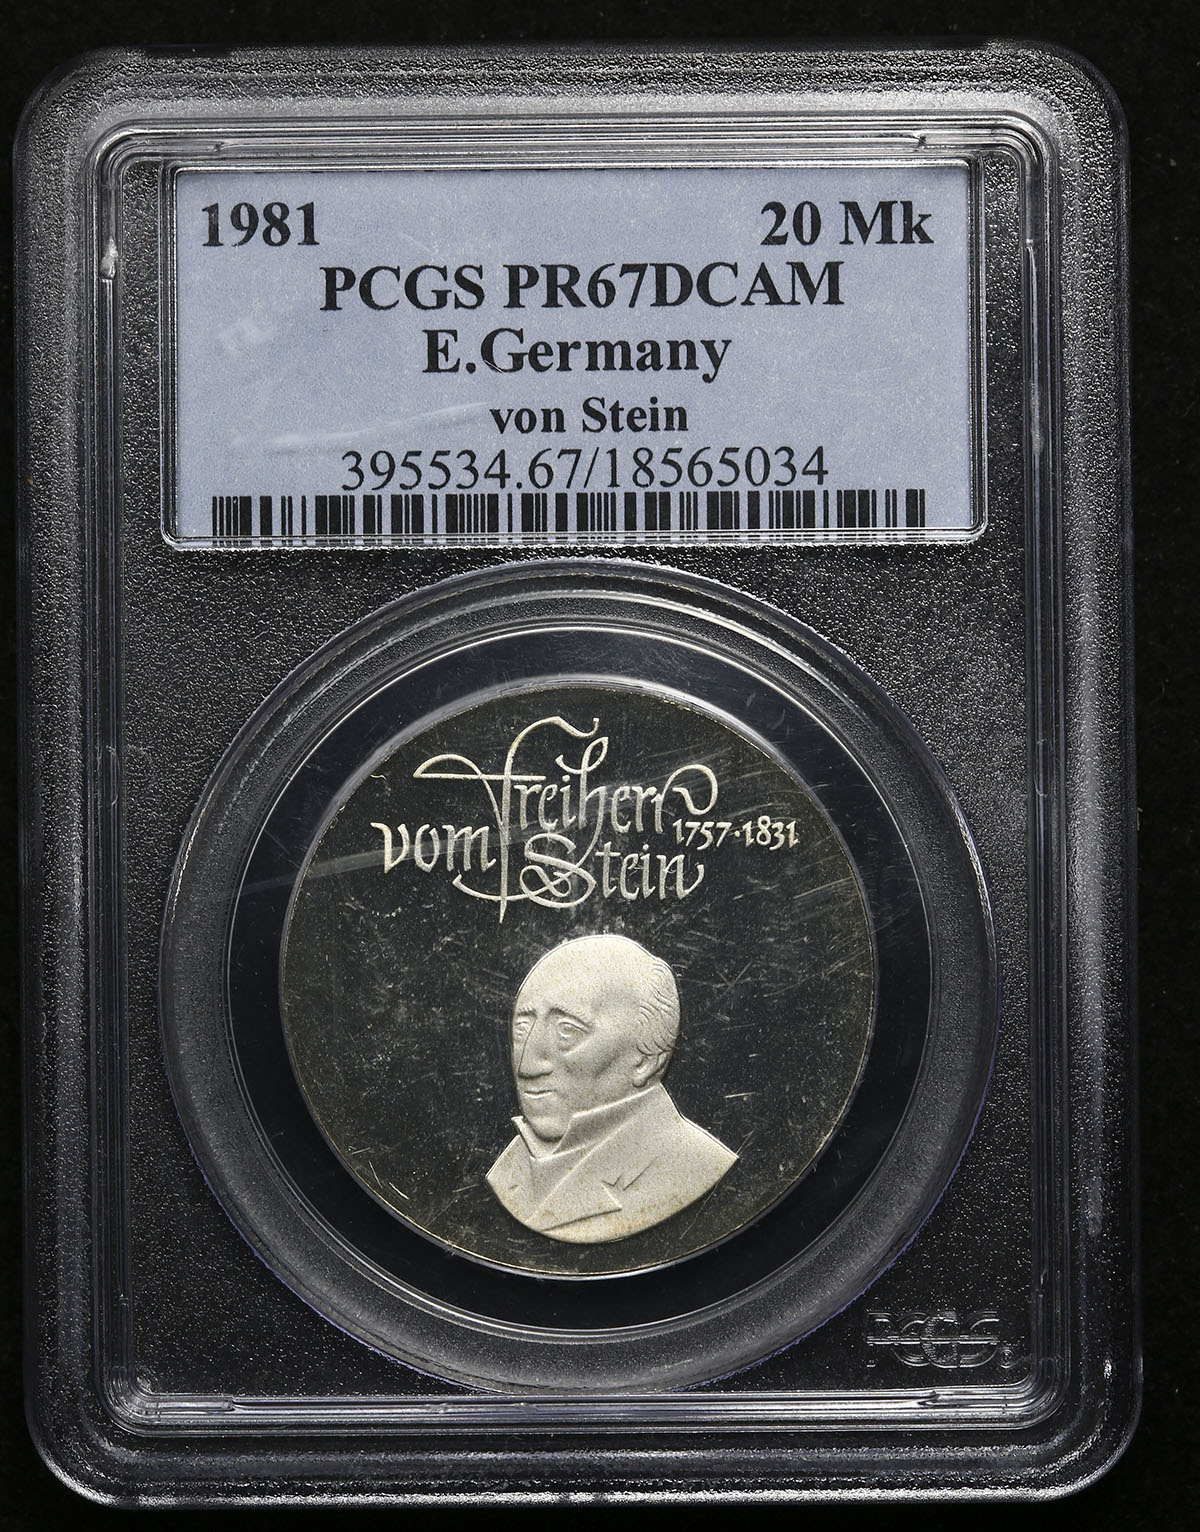 1981 20 Mk
PCGS PR67DCAM
E.Germany
von Stein
395534.67/18565034
Freiherr
vom Stein 1757·1831
PCGS